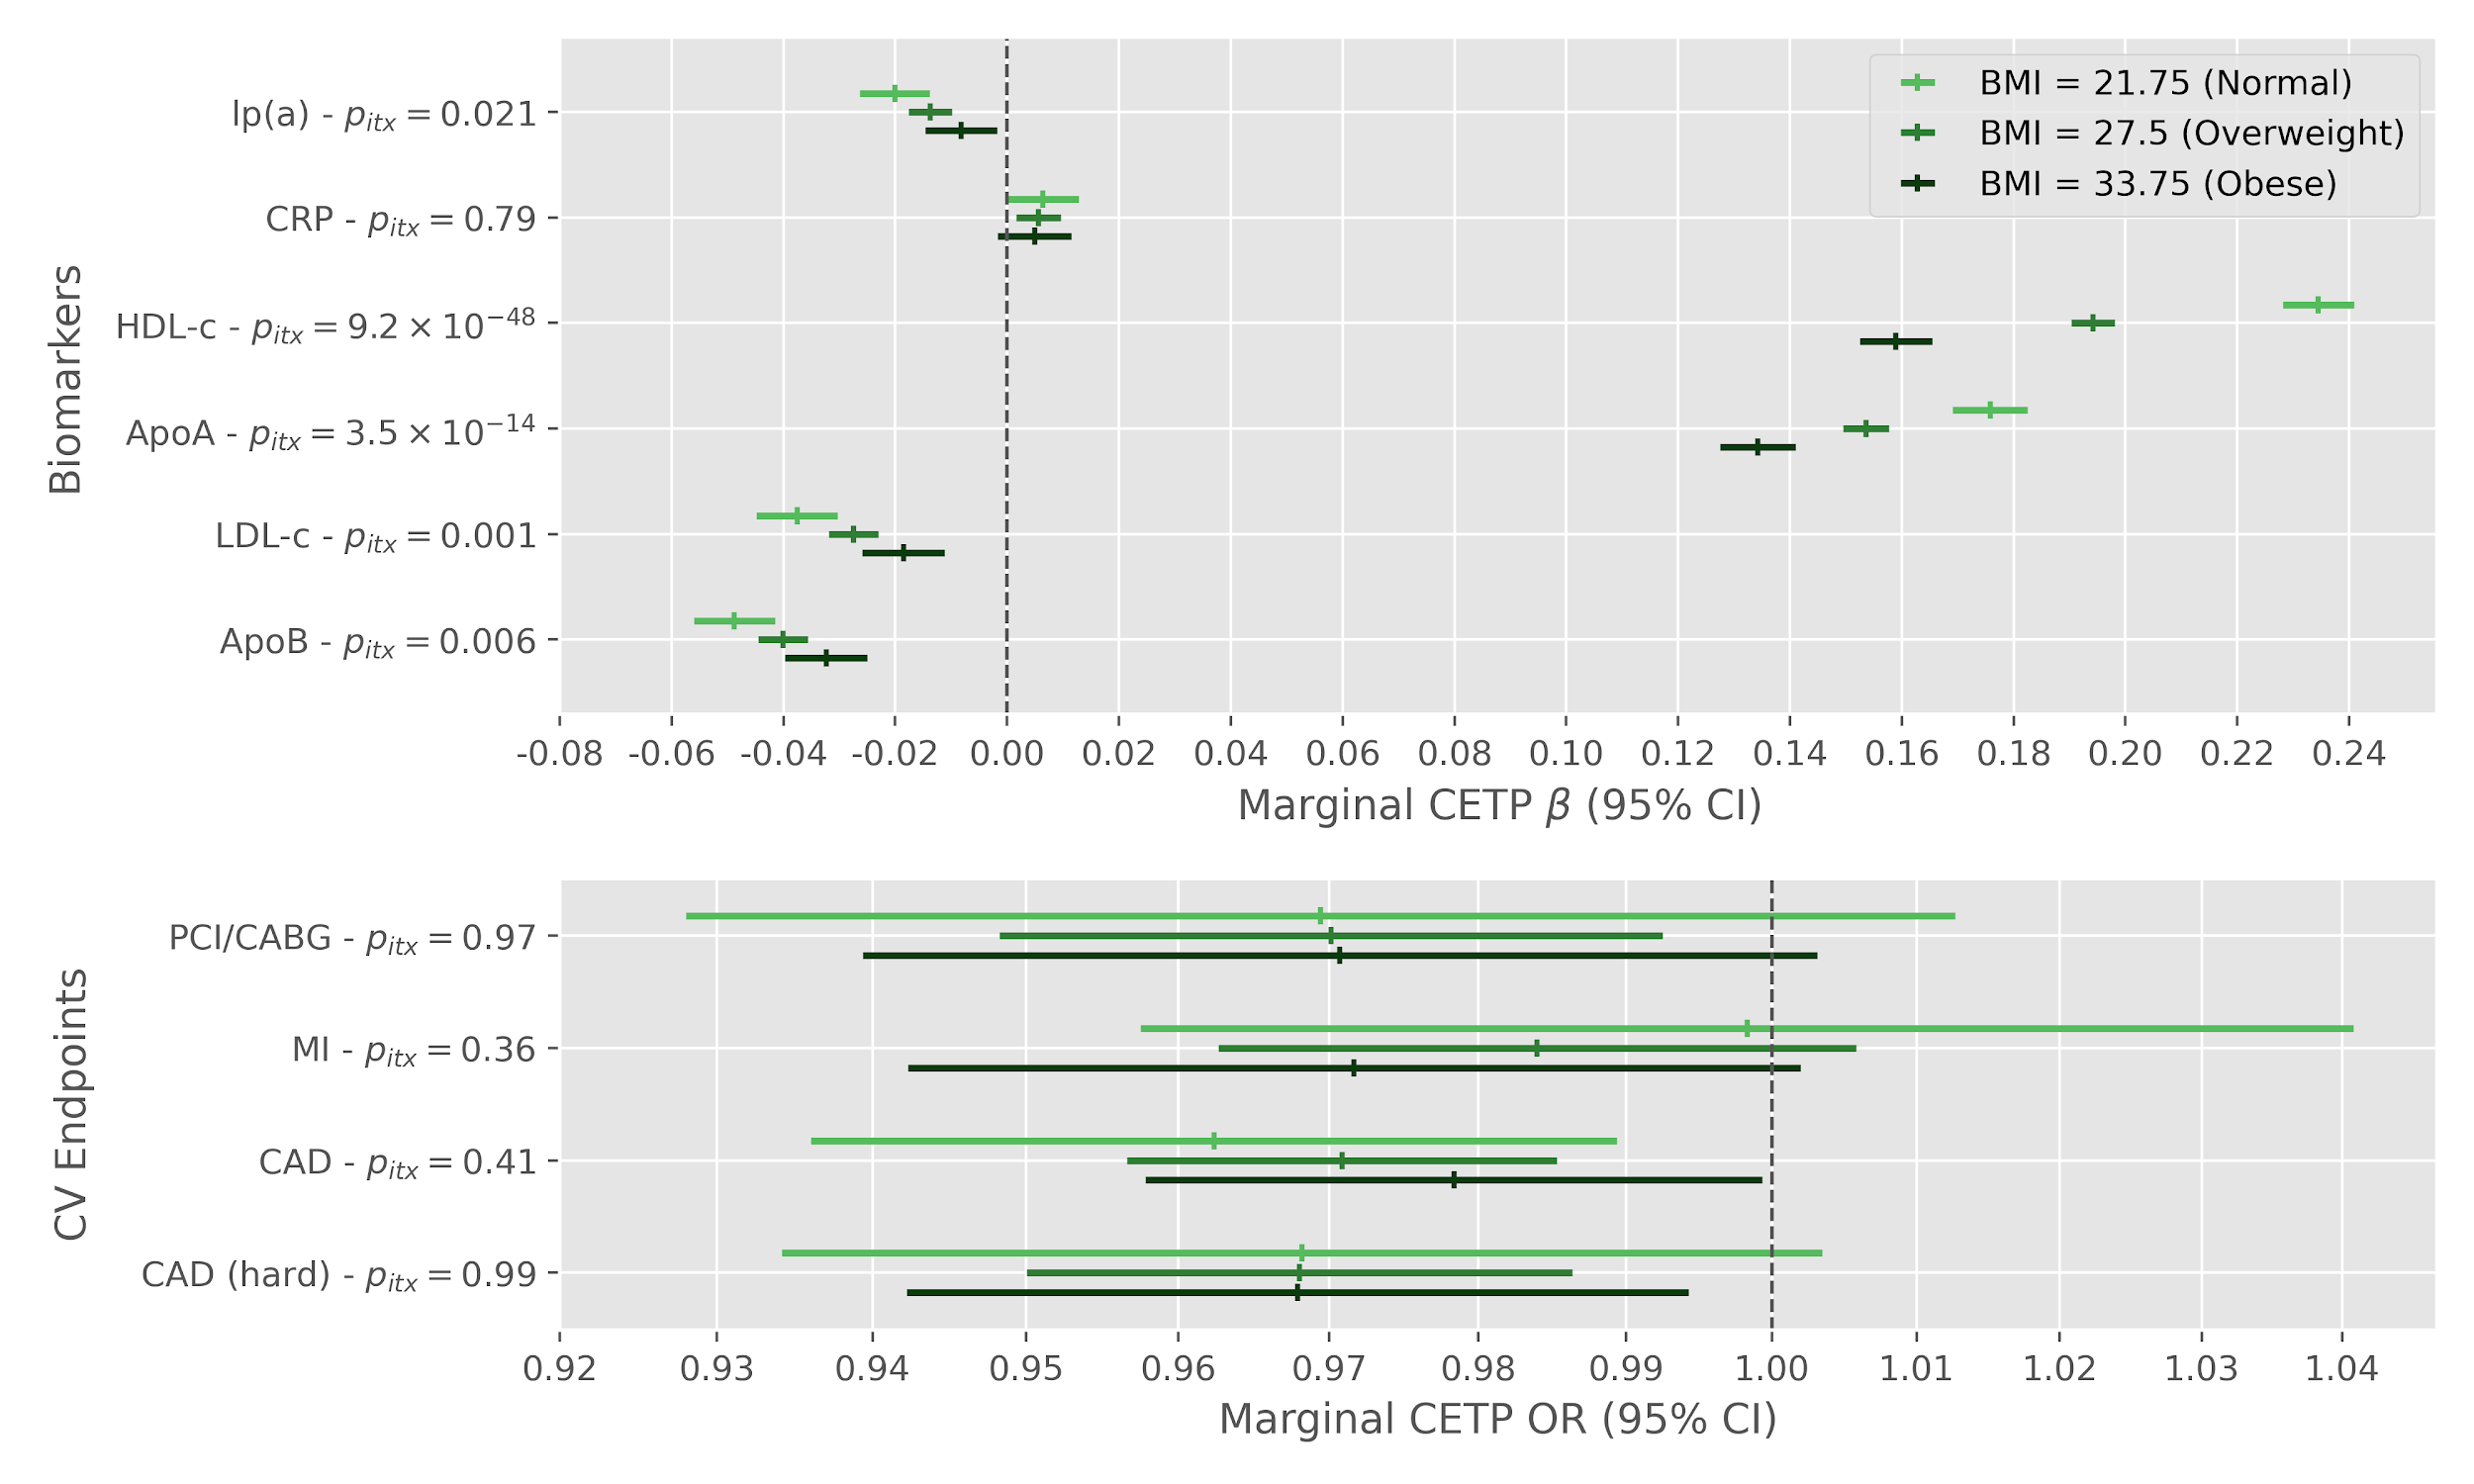 BMI = 21.75 (Normal)
BMI = 27.5 (Overweight)
BMI = 33.75 (Obese)
Biomarkers
lp(a) - p_itx = 0.021
CRP - p_itx = 0.79
HDL-c - p_itx = 9.2 × 10⁻⁴⁸
ApoA - p_itx = 3.5 × 10⁻¹⁴
LDL-c - p_itx = 0.001
ApoB - p_itx = 0.006
-0.08 -0.06 -0.04 -0.02 0.00 0.02 0.04 0.06 0.08 0.10 0.12 0.14 0.16 0.18 0.20 0.22 0.24
Marginal CETP β (95% CI)
CV Endpoints
PCI/CABG - p_itx = 0.97
MI - p_itx = 0.36
CAD - p_itx = 0.41
CAD (hard) - p_itx = 0.99
0.92 0.93 0.94 0.95 0.96 0.97 0.98 0.99 1.00 1.01 1.02 1.03 1.04
Marginal CETP OR (95% CI)